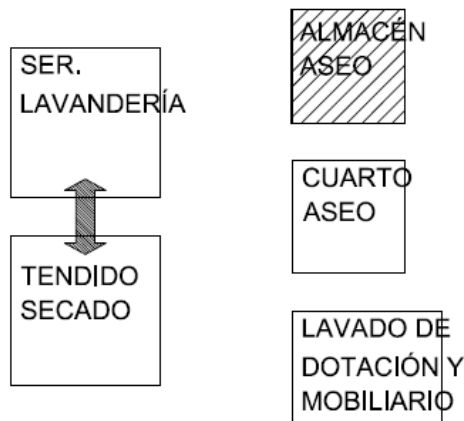 SER.
LAVANDERÍA
TENDIDO
SECADO
ALMACÉN
ASEO
CUARTO
ASEO
LAVADO DE
DOTACIÓN Y
MOBILIARIO